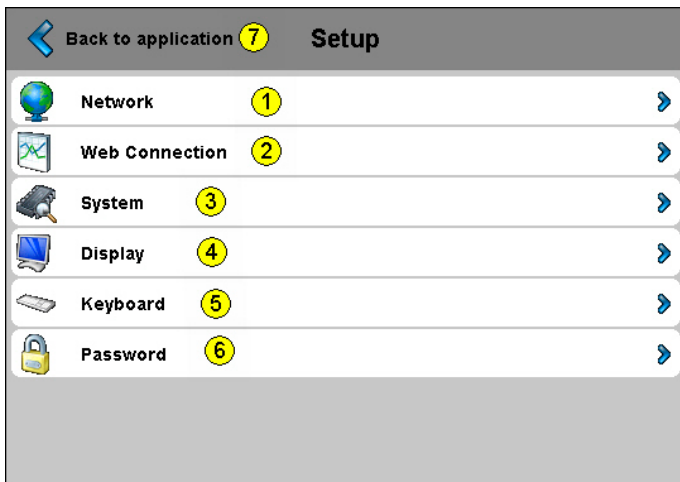 Back to application 7 Setup
Network 1
Web Connection 2
System 3
Display 4
Keyboard 5
Password 6